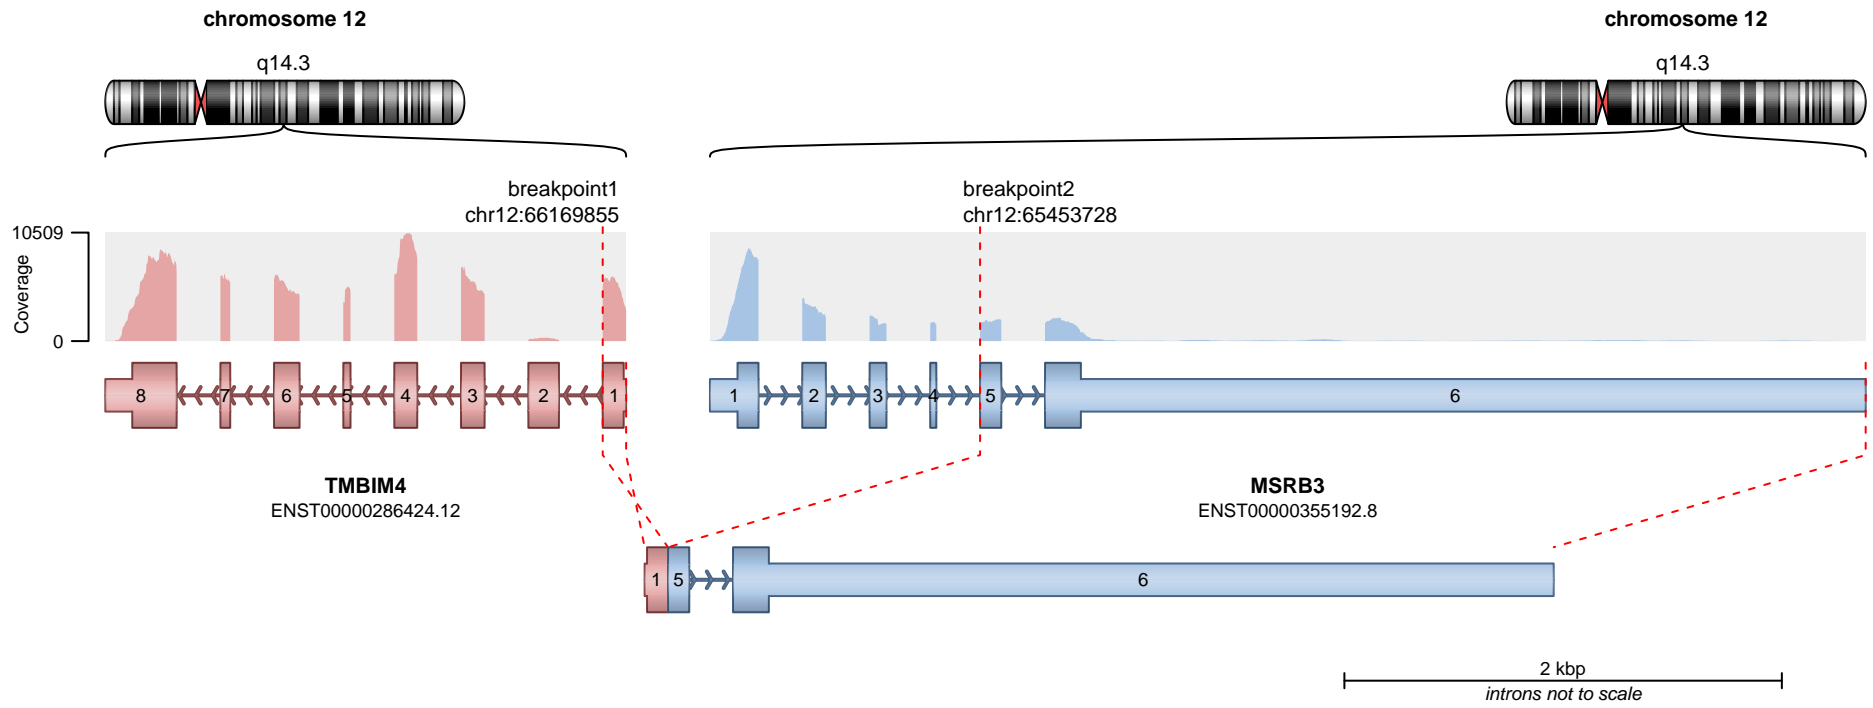 chromosome 12
chromosome 12
q14.3
q14.3
breakpoint1
chr12:66169855
breakpoint2
chr12:65453728
10509
Coverage
0
8 7 6 5 4 3 2 1
1 2 3 4 5 6
TMBIM4
ENST00000286424.12
MSRB3
ENST00000355192.8
1 5 6
2 kbp
introns not to scale